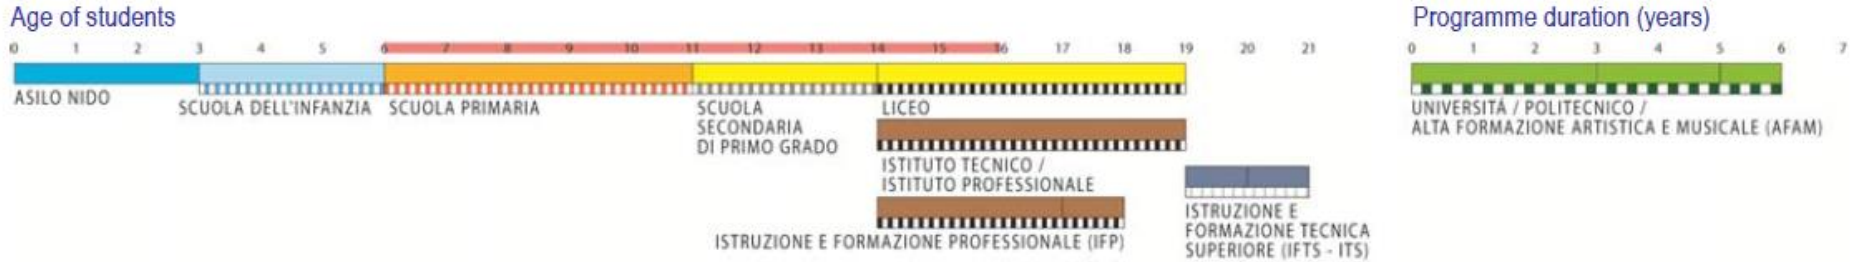 Age of students
Programme duration (years)
0 1 2 3 4 5 6 7 8 9 10 11 12 13 14 15 16 17 18 19 20 21
0 1 2 3 4 5 6 7
ASILO NIDO
SCUOLA DELL'INFANZIA
SCUOLA PRIMARIA
SCUOLA
SECONDARIA
DI PRIMO GRADO
LICEO
ISTITUTO TECNICO /
ISTITUTO PROFESSIONALE
ISTRUZIONE E FORMAZIONE PROFESSIONALE (IFP)
ISTRUZIONE E
FORMAZIONE TECNICA
SUPERIORE (IFTS - ITS)
UNIVERSITÁ / POLITECNICO /
ALTA FORMAZIONE ARTISTICA E MUSICALE (AFAM)